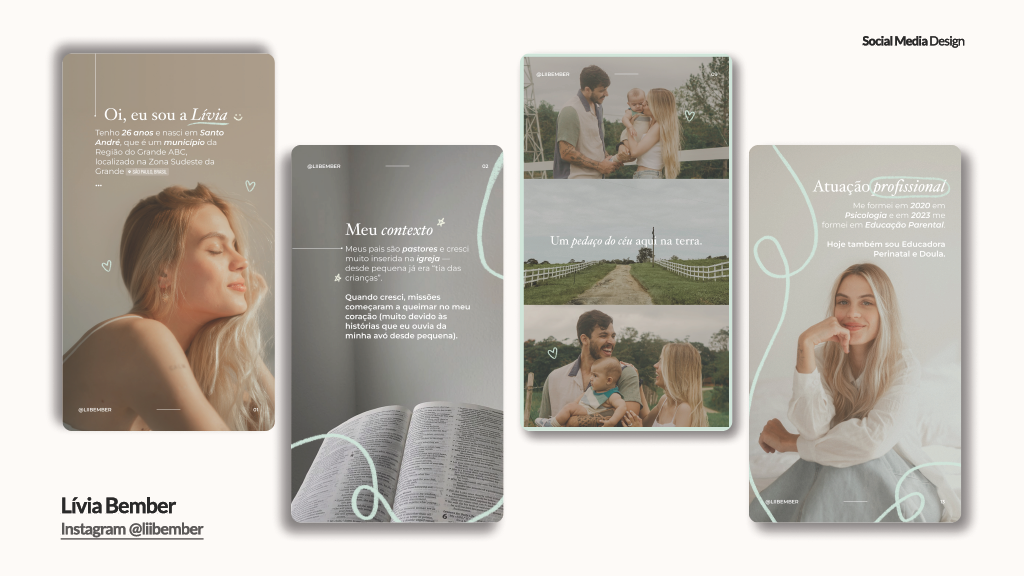 Social Media Design
Oi, eu sou a Lívia
Tenho 26 anos e nasci em Santo
André, que é um município da
Região do Grande ABC,
localizado na Zona Sudeste da
Grande
...
@LIIBEMBER
01
@LIIBEMBER
02
Meu contexto
Meus pais são pastores e cresci
muito inserida na igreja —
desde pequena já era “tia das
crianças”.
Quando cresci, missões
começaram a queimar no meu
coração (muito devido às
histórias que eu ouvia da
minha avó desde pequena).
@LIIBEMBER
Um pedaço do céu aqui na terra.
Atuação profissional
Me formei em 2020 em
Psicologia e em 2023 me
formei em Educação Parental.
Hoje também sou Educadora
Perinatal e Doula.
@LIIBEMBER
Lívia Bember
Instagram @liibember